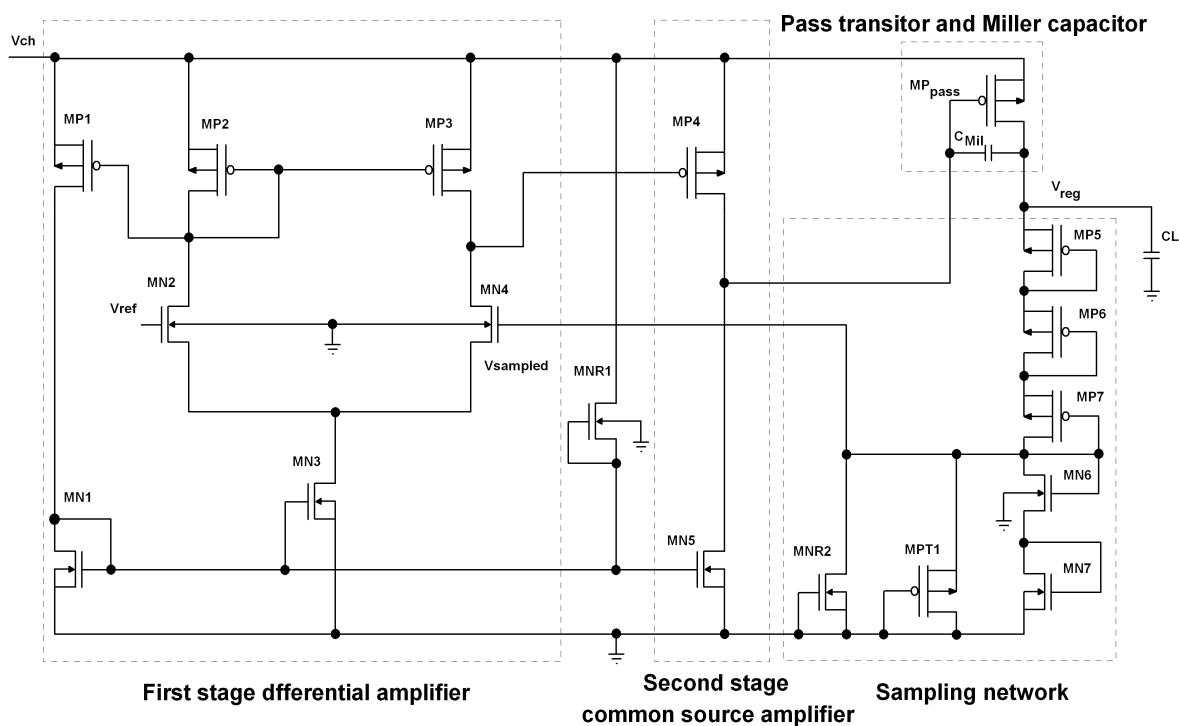 Pass transitor and Miller capacitor
Vch
MP1
MP2
MP3
MP4
MPpass
CMil
Vreg
CL
MP5
MP6
MP7
MN2
MN4
Vref
Vsampled
MNR1
MN3
MN1
MN5
MNR2
MPT1
MN6
MN7
First stage dfferential amplifier
Second stage
common source amplifier
Sampling network